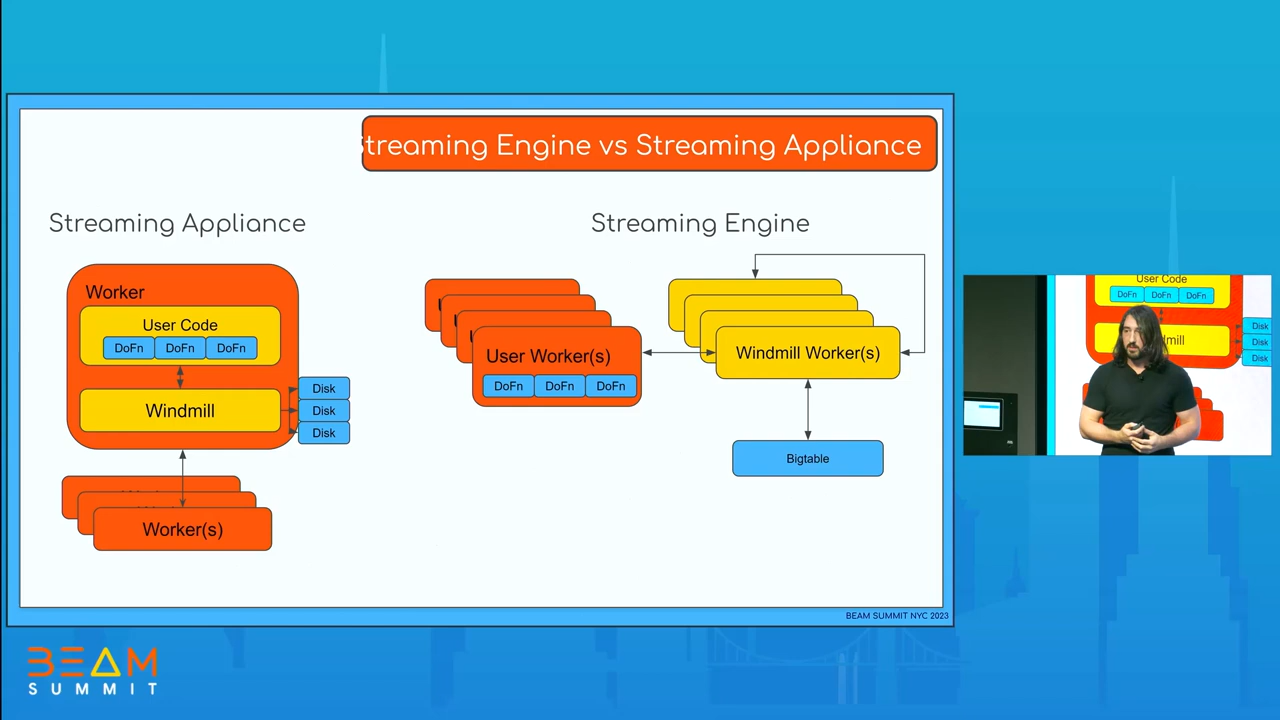 treaming Engine vs Streaming Appliance
Streaming Appliance
Worker
User Code
DoFn DoFn DoFn
Windmill
Disk
Disk
Disk
Worker(s)
Streaming Engine
User Worker(s)
DoFn DoFn DoFn
Windmill Worker(s)
Bigtable
BEAM SUMMIT NYC 2023
User Code
DoFn DoFn DoFn
mill
Disk
Disk
Disk
BEAM
SUMMIT